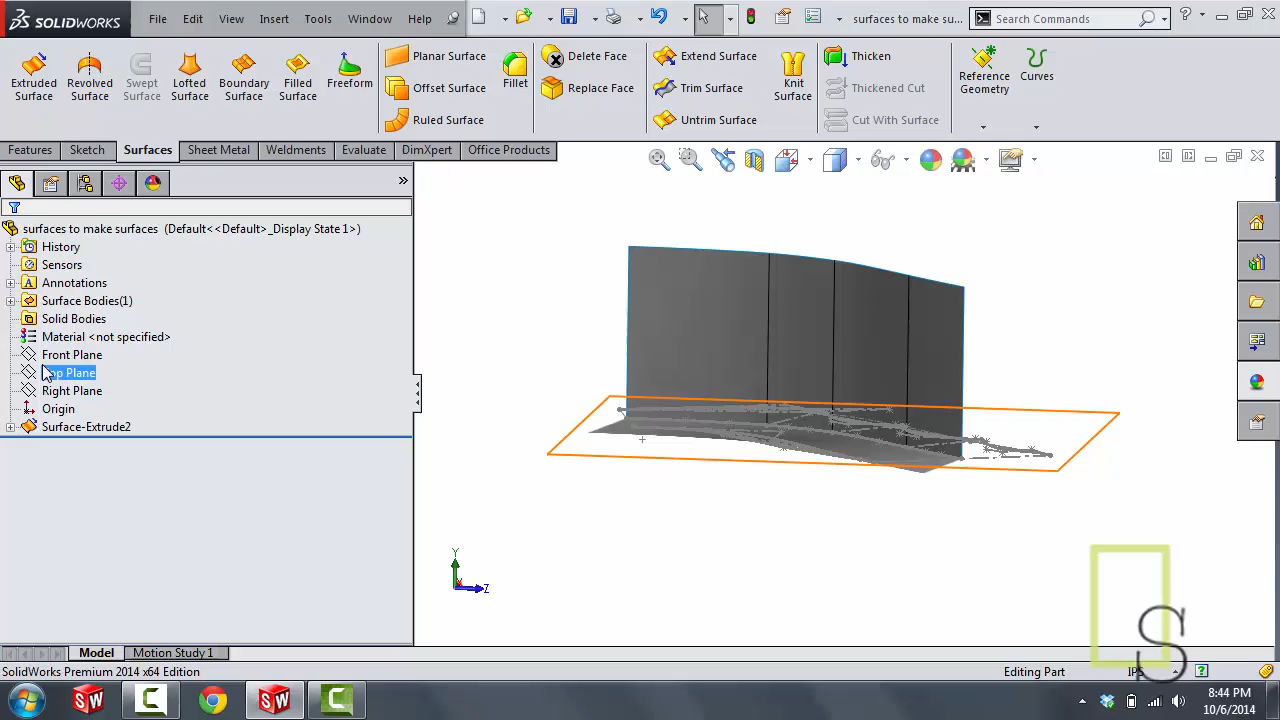 SOLIDWORKS
File Edit View Insert Tools Window Help
surfaces to make su...
Search Commands
?
Extruded Surface
Revolved Surface
Swept Surface
Lofted Surface
Boundary Surface
Filled Surface
Freeform
Planar Surface
Offset Surface
Ruled Surface
Fillet
Delete Face
Replace Face
Extend Surface
Trim Surface
Untrim Surface
Knit Surface
Thicken
Thickened Cut
Cut With Surface
Reference Geometry
Curves
Features Sketch Surfaces Sheet Metal Weldments Evaluate DimXpert Office Products
»
surfaces to make surfaces (Default<<Default>_Display State 1>)
History
Sensors
Annotations
Surface Bodies(1)
Solid Bodies
Material <not specified>
Front Plane
Top Plane
Right Plane
Origin
Surface-Extrude2
Y
Z
S
Model Motion Study 1
SolidWorks Premium 2014 x64 Edition
Editing Part
IPS
?
8:44 PM
10/6/2014